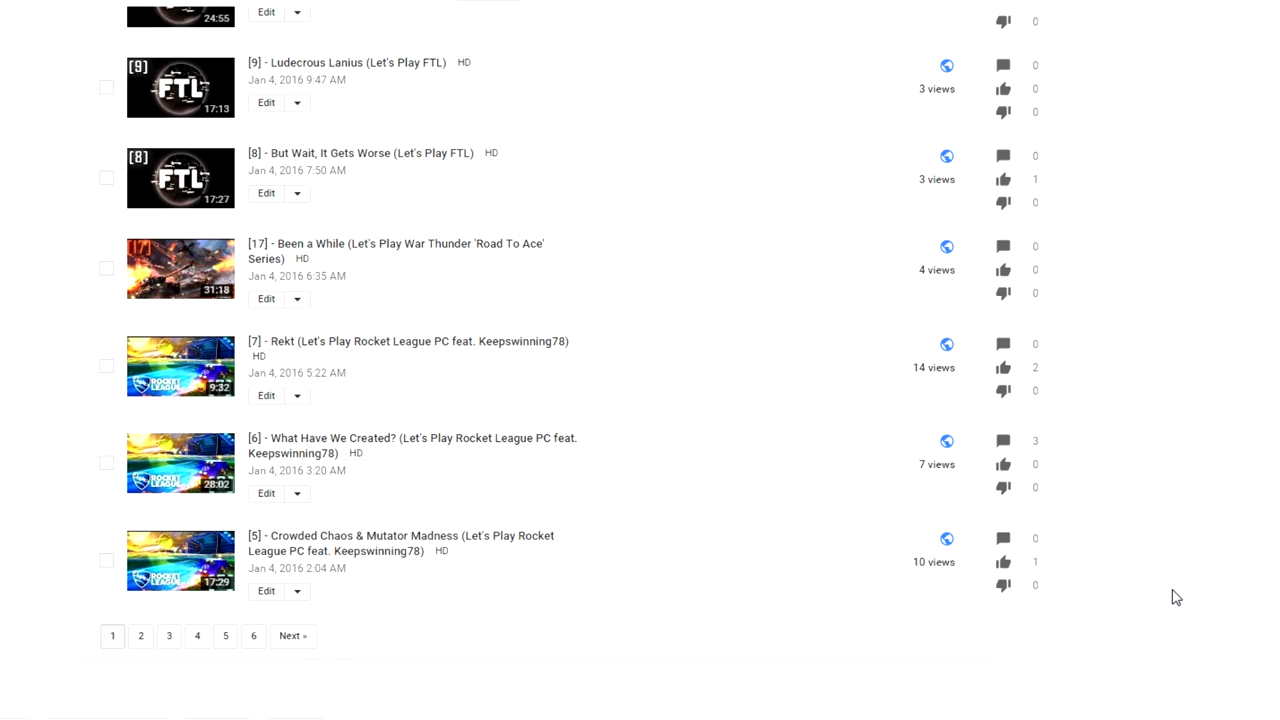 24:55
Edit
0
[9]
FTL
17:13
[9] - Ludecrous Lanius (Let's Play FTL) HD
Jan 4, 2016 9:47 AM
Edit
3 views
0
0
0
[8]
FTL
17:27
[8] - But Wait, It Gets Worse (Let's Play FTL) HD
Jan 4, 2016 7:50 AM
Edit
3 views
0
1
0
[17]
31:18
[17] - Been a While (Let's Play War Thunder 'Road To Ace'
Series) HD
Jan 4, 2016 6:35 AM
Edit
4 views
0
0
0
ROCKET
LEAGUE
9:32
[7] - Rekt (Let's Play Rocket League PC feat. Keepswinning78)
HD
Jan 4, 2016 5:22 AM
Edit
14 views
0
2
0
ROCKET
LEAGUE
28:02
[6] - What Have We Created? (Let's Play Rocket League PC feat.
Keepswinning78) HD
Jan 4, 2016 3:20 AM
Edit
7 views
3
0
0
ROCKET
LEAGUE
17:29
[5] - Crowded Chaos & Mutator Madness (Let's Play Rocket
League PC feat. Keepswinning78) HD
Jan 4, 2016 2:04 AM
Edit
10 views
0
1
0
1 2 3 4 5 6 Next »